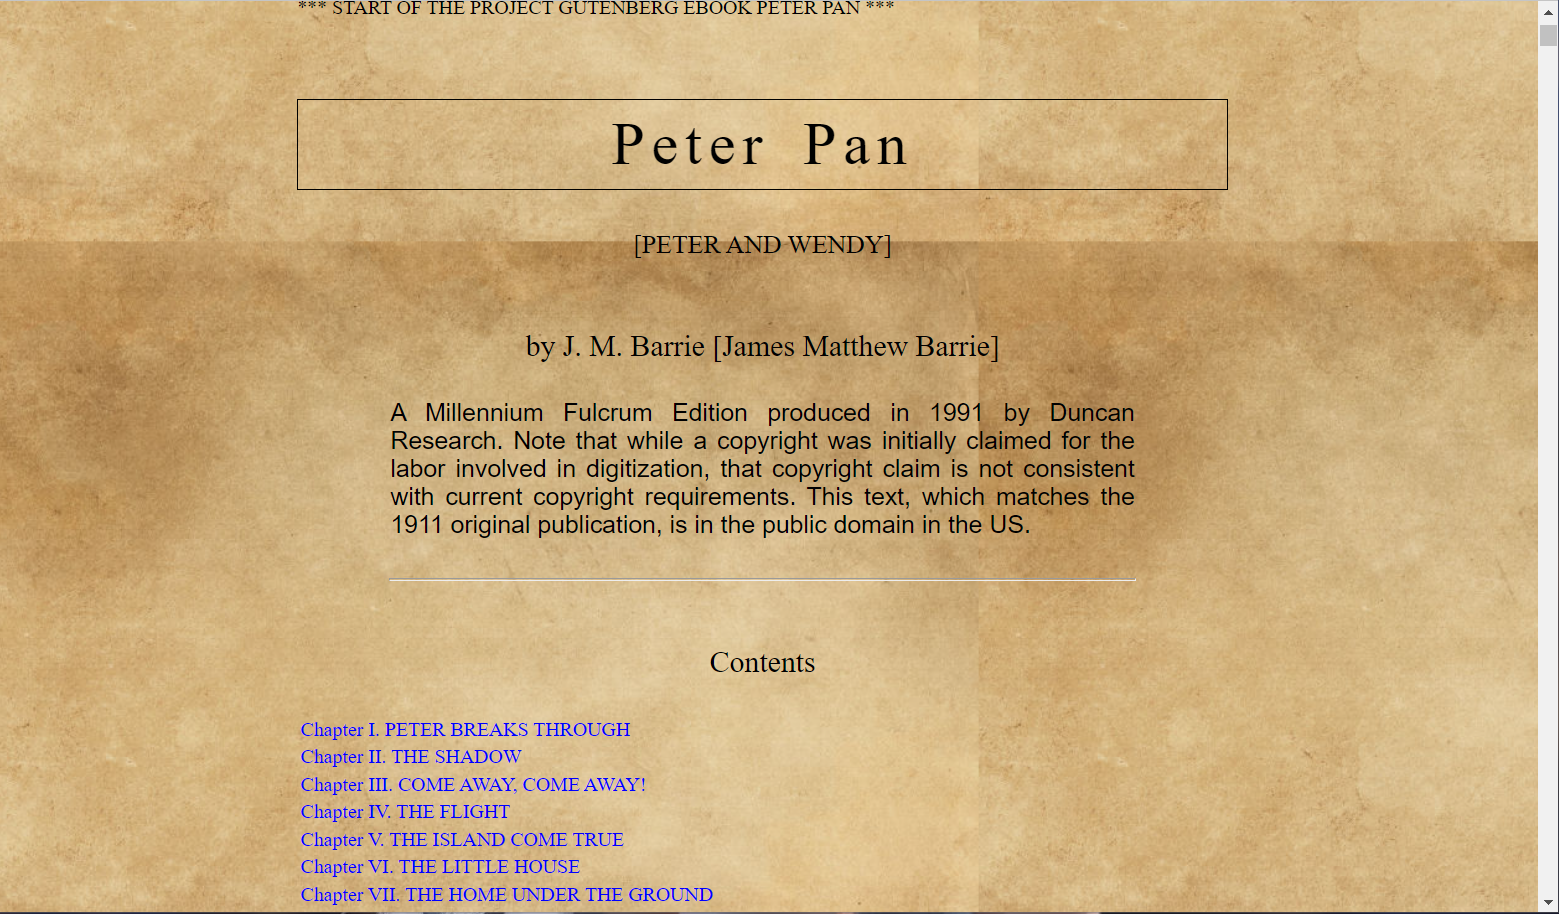 *** START OF THE PROJECT GUTENBERG EBOOK PETER PAN ***
Peter Pan
[PETER AND WENDY]
by J. M. Barrie [James Matthew Barrie]
A Millennium Fulcrum Edition produced in 1991 by Duncan
Research. Note that while a copyright was initially claimed for the
labor involved in digitization, that copyright claim is not consistent
with current copyright requirements. This text, which matches the
1911 original publication, is in the public domain in the US.
Contents
Chapter I. PETER BREAKS THROUGH
Chapter II. THE SHADOW
Chapter III. COME AWAY, COME AWAY!
Chapter IV. THE FLIGHT
Chapter V. THE ISLAND COME TRUE
Chapter VI. THE LITTLE HOUSE
Chapter VII. THE HOME UNDER THE GROUND